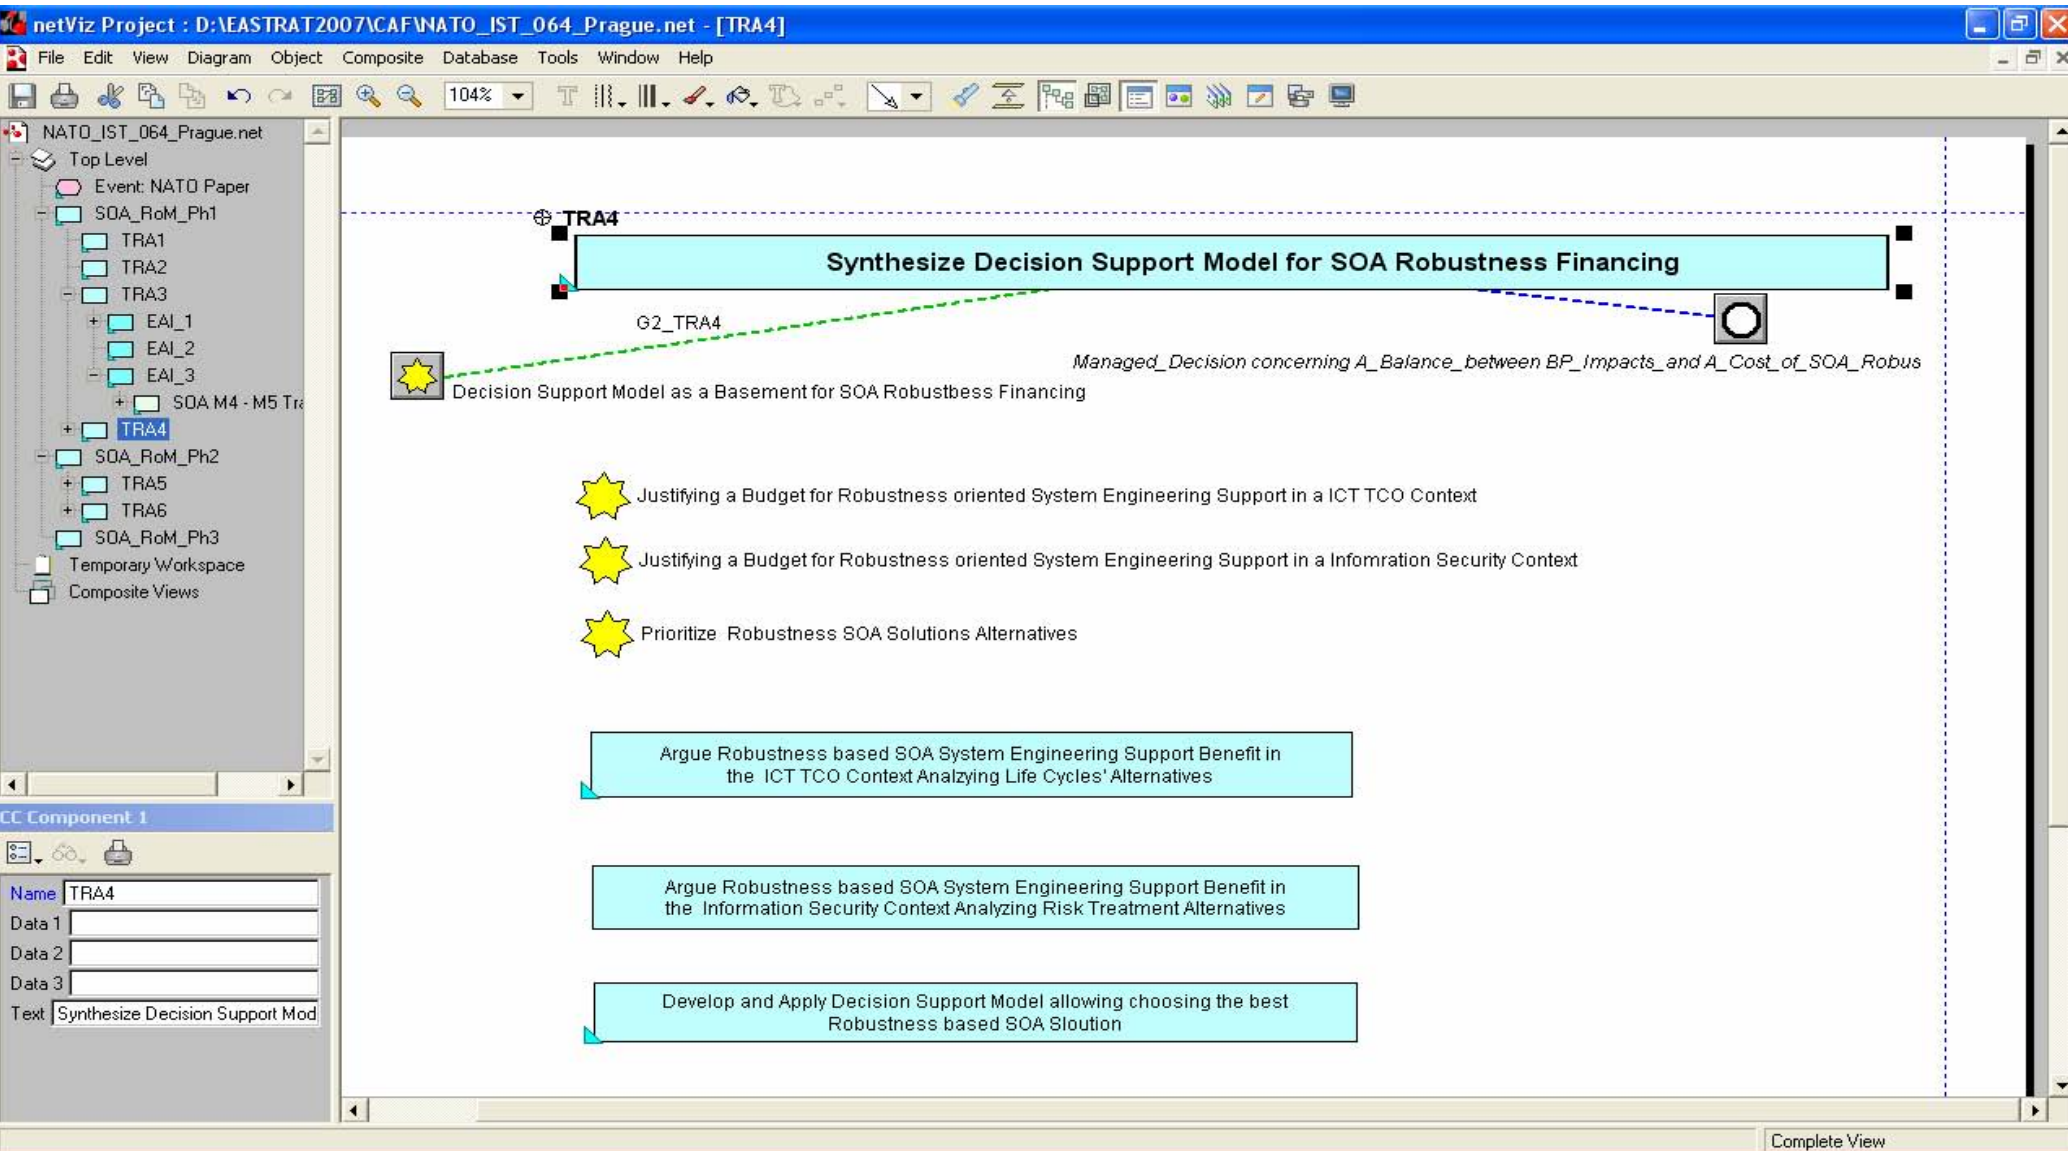 netViz Project : D:\EASTRAT2007\CAF\NATO_IST_064_Prague.net - [TRA4]
File Edit View Diagram Object Composite Database Tools Window Help
104%
NATO_IST_064_Prague.net
Top Level
Event: NATO Paper
SOA_RoM_Ph1
TRA1
TRA2
TRA3
EAI_1
EAI_2
EAI_3
SOA M4 - M5 Tra
TRA4
SOA_RoM_Ph2
TRA5
TRA6
SOA_RoM_Ph3
Temporary Workspace
Composite Views
CC Component 1
Name TRA4
Data 1
Data 2
Data 3
Text Synthesize Decision Support Mod
TRA4
Synthesize Decision Support Model for SOA Robustness Financing
G2_TRA4
Managed_Decision concerning A_Balance_between BP_Impacts_and A_Cost_of_SOA_Robus
Decision Support Model as a Basement for SOA Robustbess Financing
Justifying a Budget for Robustness oriented System Engineering Support in a ICT TCO Context
Justifying a Budget for Robustness oriented System Engineering Support in a Infomration Security Context
Prioritize Robustness SOA Solutions Alternatives
Argue Robustness based SOA System Engineering Support Benefit in
the ICT TCO Context Analzying Life Cycles' Alternatives
Argue Robustness based SOA System Engineering Support Benefit in
the Information Security Context Analyzing Risk Treatment Alternatives
Develop and Apply Decision Support Model allowing choosing the best
Robustness based SOA Sloution
Complete View